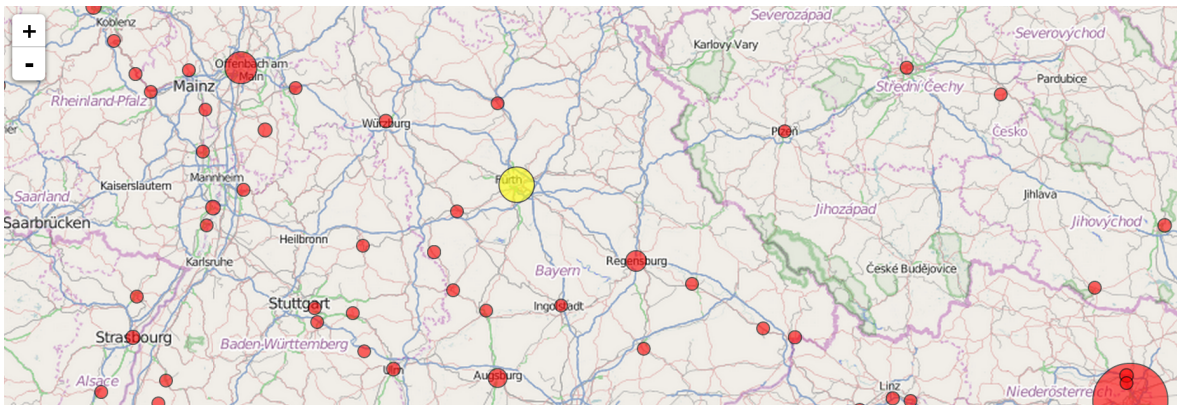 +
-
Koblenz
Severozápad
Severovýchod
Karlovy Vary
Offenbach am
Main
Mainz
Pardubice
Střední Čechy
Rheinland-Pfalz
Würzburg
Plzeň
Česko
Mannheim
Fürth
Kaiserslautern
Saarland
Jihlava
Jihozápad
Saarbrücken
Jihovýchod
Heilbronn
Karlsruhe
Regensburg
Bayern
České Budějovice
Stuttgart
Ingolstadt
Strasbourg
Baden-Württemberg
Ulm
Augsburg
Alsace
Linz
Niederösterreich